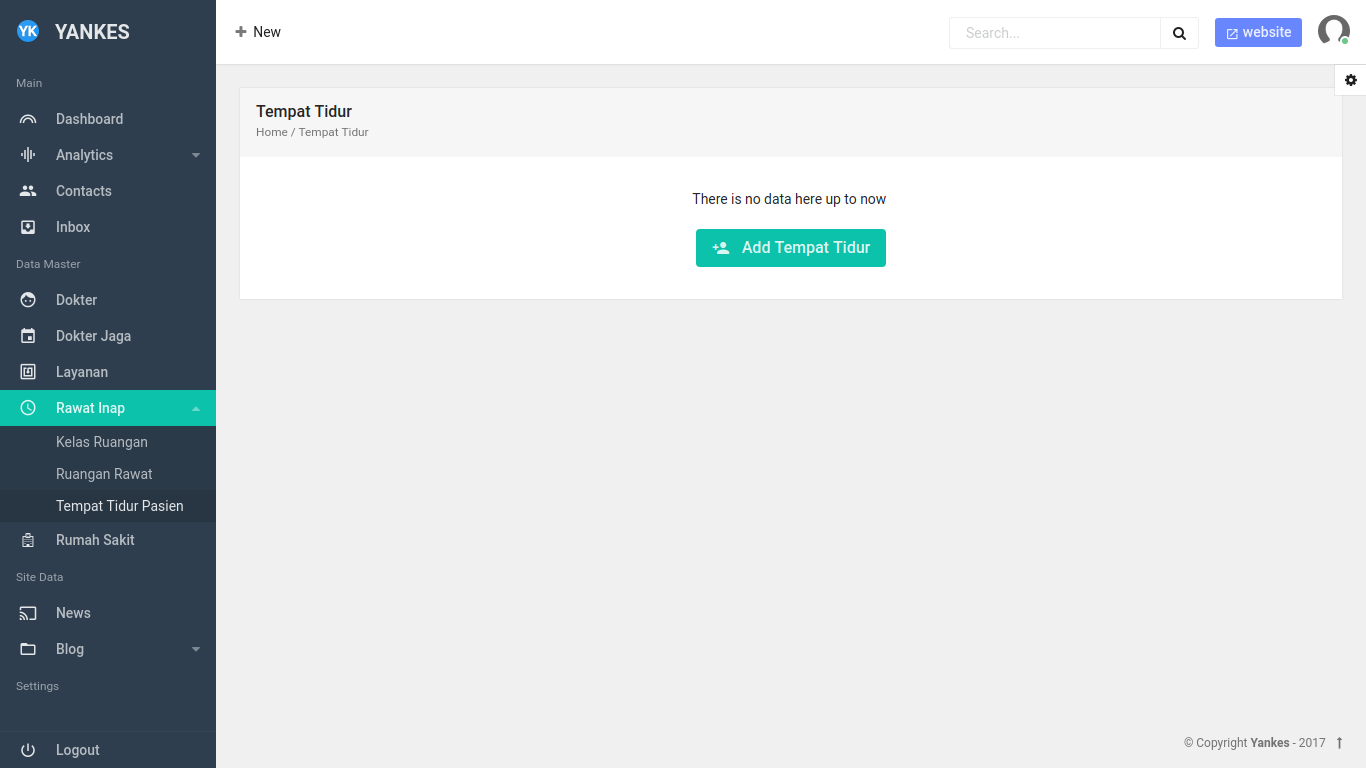 YK YANKES
Main
Dashboard
Analytics
Contacts
Inbox
Data Master
Dokter
Dokter Jaga
Layanan
Rawat Inap
Kelas Ruangan
Ruangan Rawat
Tempat Tidur Pasien
Rumah Sakit
Site Data
News
Blog
Settings
Logout
New
Search...
website
Tempat Tidur
Home / Tempat Tidur
There is no data here up to now
Add Tempat Tidur
© Copyright Yankes - 2017